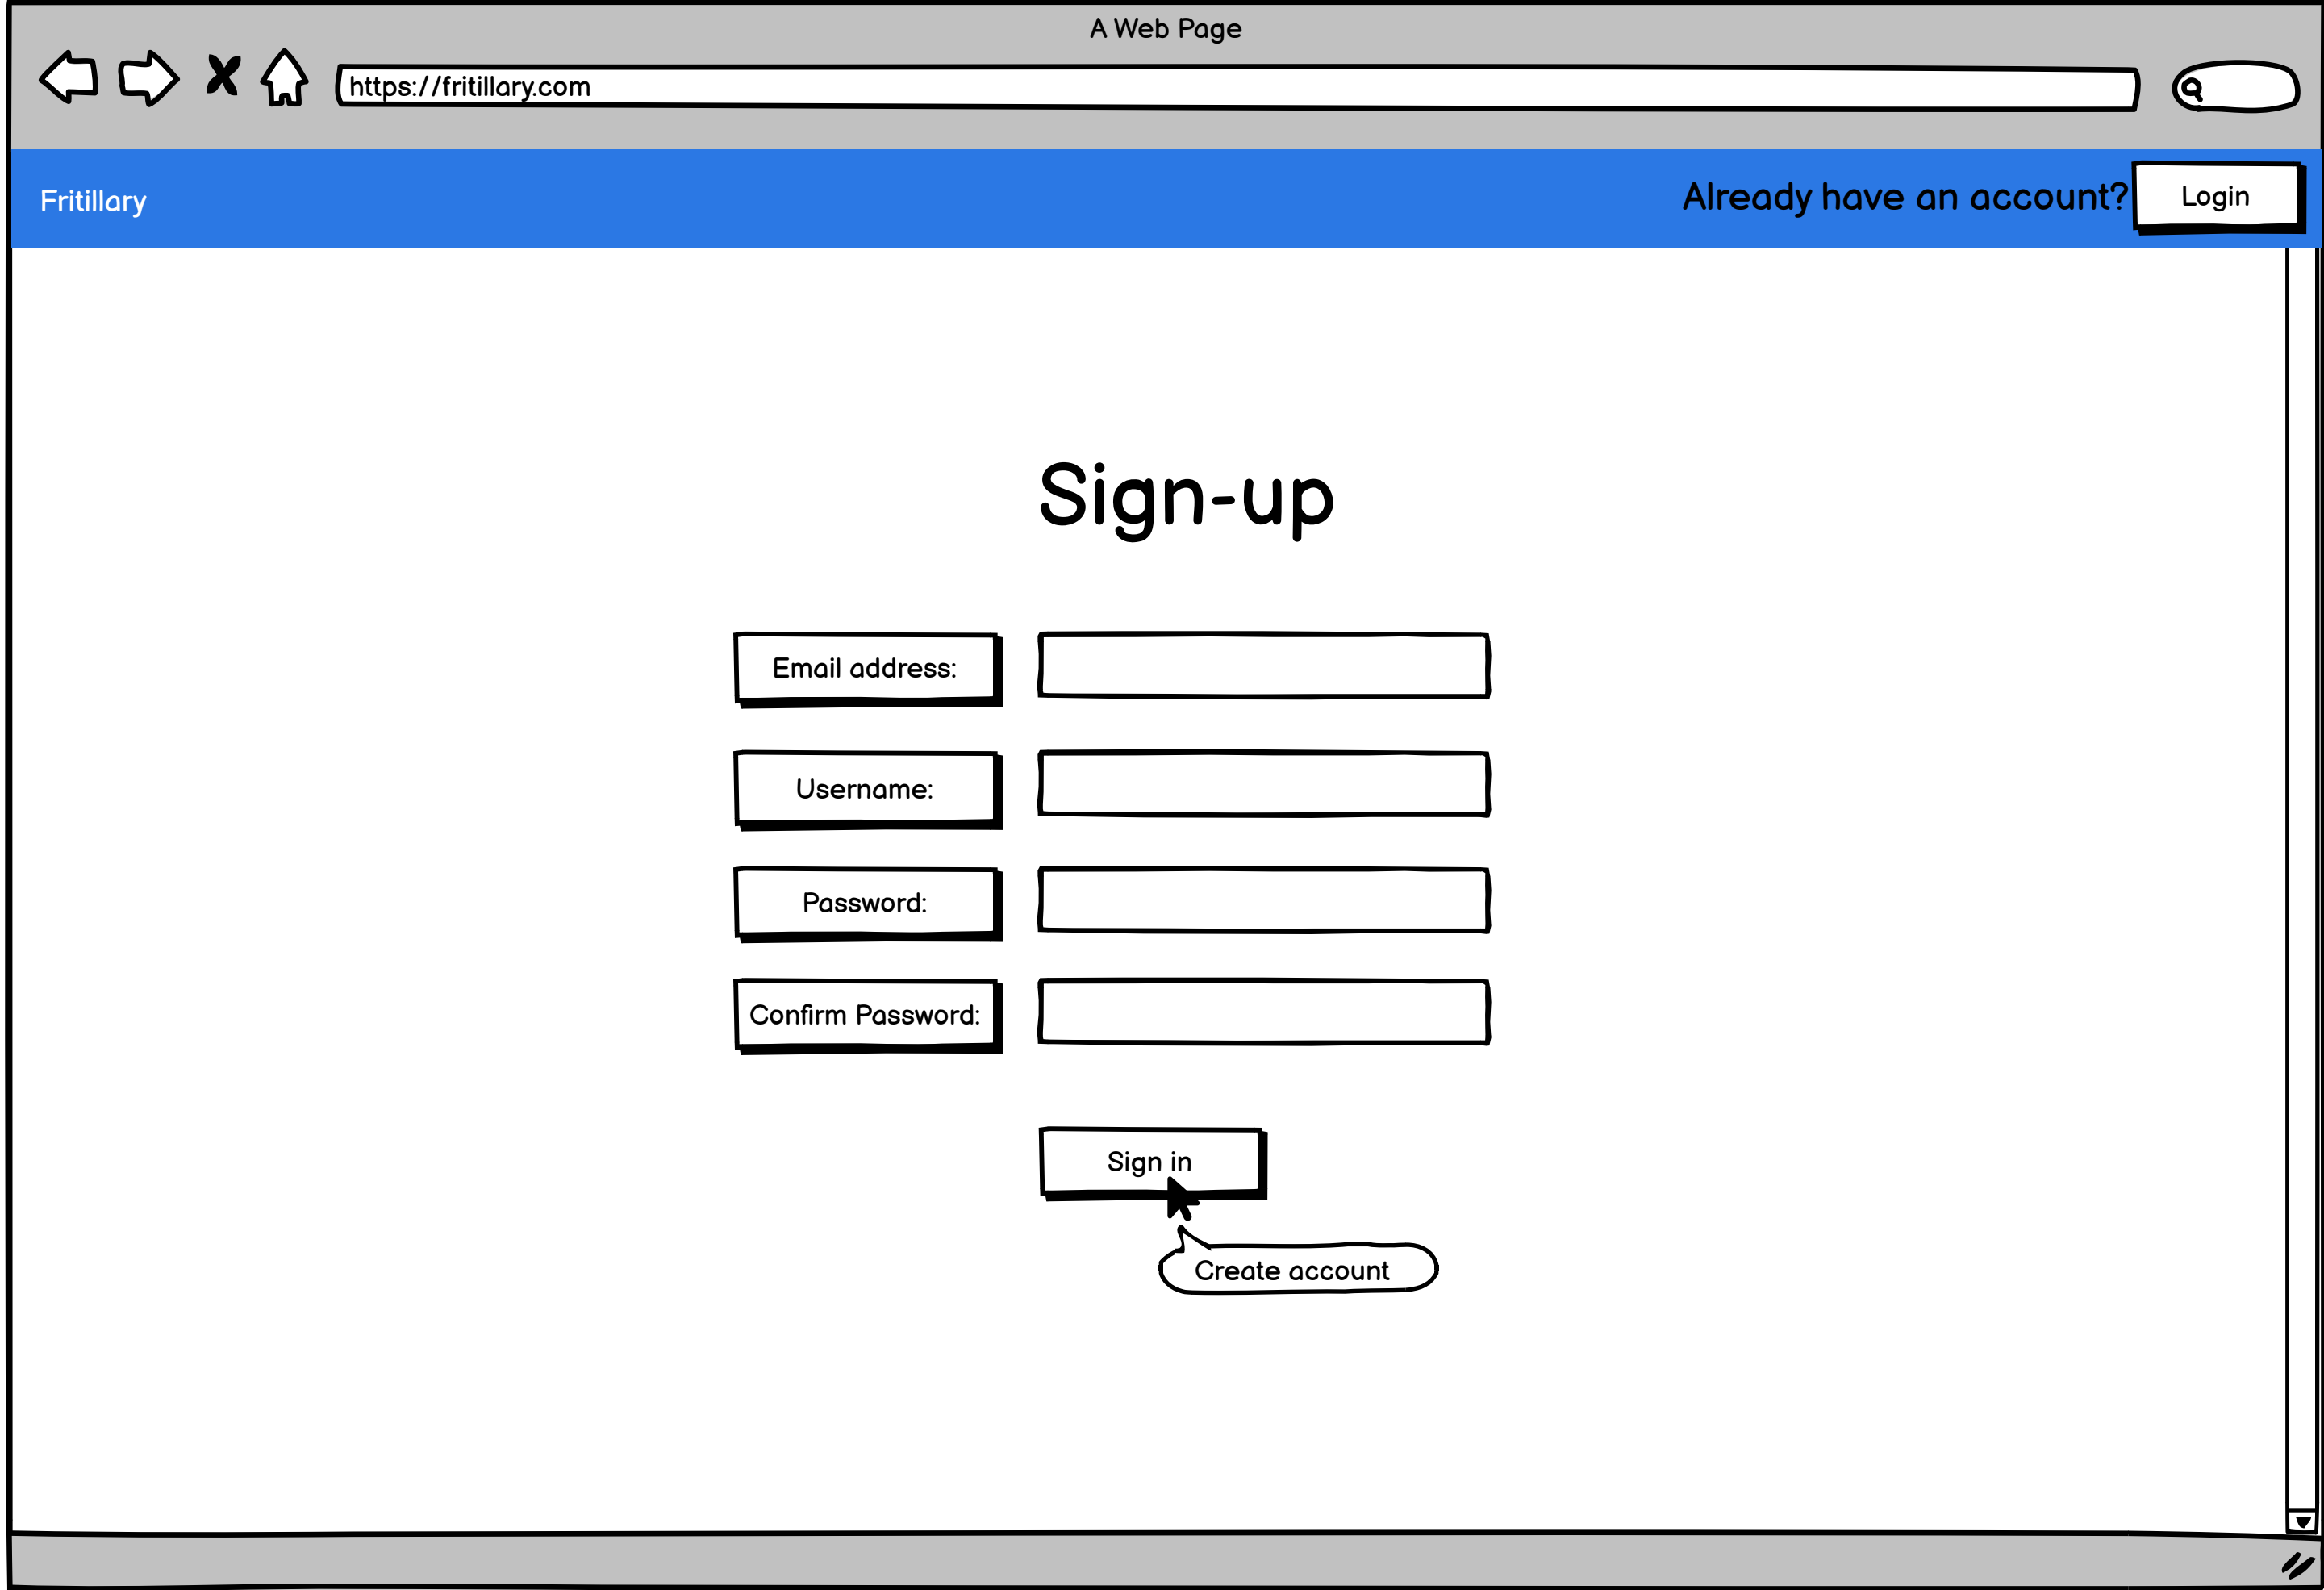 A Web Page
https://fritillary.com
Fritillary
Already have an account?
Login
Sign-up
Email address:
Username:
Password:
Confirm Password:
Sign in
Create account